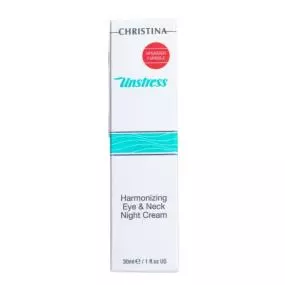 CHRISTINA
UPGRADED
FORMULA
Unstress
Harmonizing
Eye & Neck
Night Cream
30ml ℮ / 1 fl.oz US